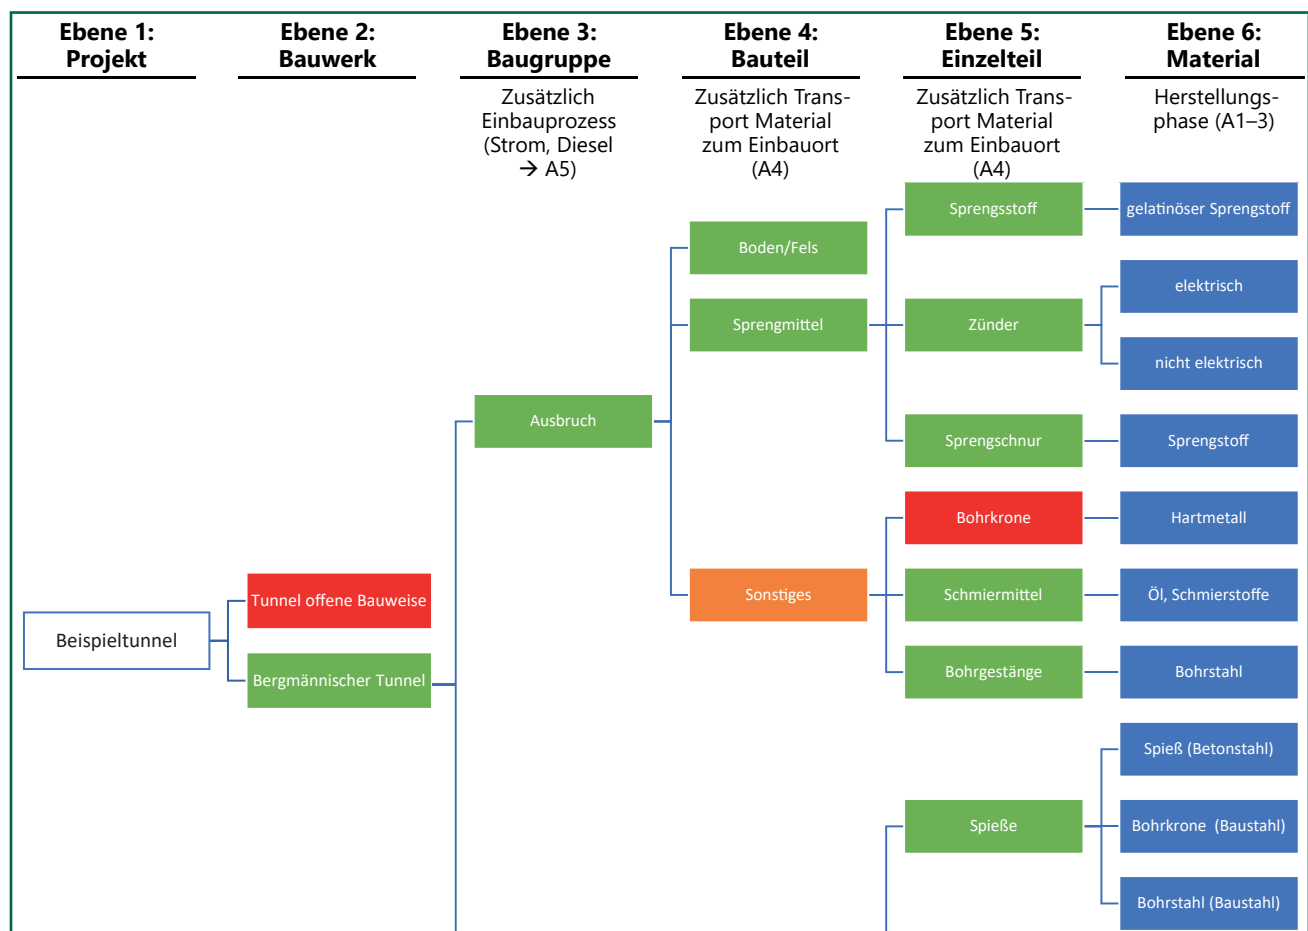 Ebene 1:
Projekt
Ebene 2:
Bauwerk
Ebene 3:
Baugruppe
Zusätzlich
Einbauprozess
(Strom, Diesel
→ A5)
Ebene 4:
Bauteil
Zusätzlich Trans-
port Material
zum Einbauort
(A4)
Ebene 5:
Einzelteil
Zusätzlich Trans-
port Material
zum Einbauort
(A4)
Ebene 6:
Material
Herstellungs-
phase (A1–3)
Sprengsstoff
gelatinöser Sprengstoff
Boden/Fels
elektrisch
Sprengmittel
Zünder
nicht elektrisch
Ausbruch
Sprengschnur
Sprengstoff
Bohrkrone
Hartmetall
Tunnel offene Bauweise
Sonstiges
Schmiermittel
Öl, Schmierstoffe
Beispieltunnel
Bergmännischer Tunnel
Bohrgestänge
Bohrstahl
Spieß (Betonstahl)
Spieße
Bohrkrone (Baustahl)
Bohrstahl (Baustahl)